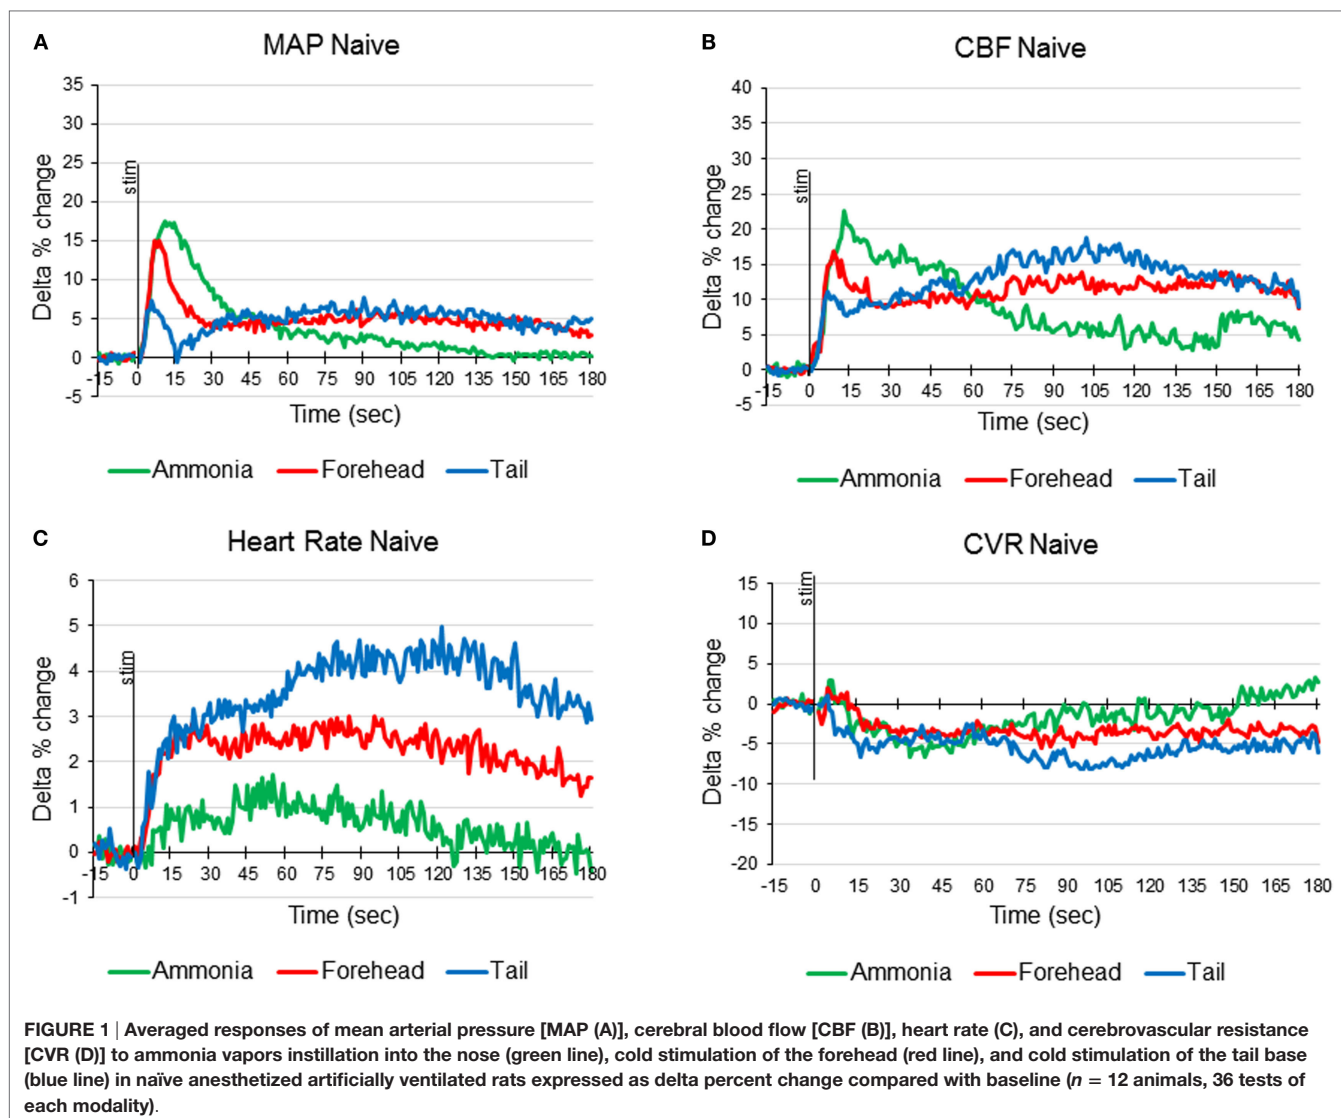 A
MAP Naive
35
30
25
20
15
10
5
0
-5
Delta % change
stim
-15 0 15 30 45 60 75 90 105 120 135 150 165 180
Time (sec)
Ammonia Forehead Tail
B
CBF Naive
40
35
30
25
20
15
10
5
0
-5
Delta % change
stim
-15 0 15 30 45 60 75 90 105 120 135 150 165 180
Time (sec)
Ammonia Forehead Tail
C
Heart Rate Naive
6
5
4
3
2
1
0
-1
Delta % change
stim
-15 0 15 30 45 60 75 90 105 120 135 150 165 180
Time (sec)
Ammonia Forehead Tail
D
CVR Naive
15
10
5
0
-5
-10
-15
-20
Delta % change
stim
-15 0 15 30 45 60 75 90 105 120 135 150 165 180
Time (sec)
Ammonia Forehead Tail
FIGURE 1 | Averaged responses of mean arterial pressure [MAP (A)], cerebral blood flow [CBF (B)], heart rate (C), and cerebrovascular resistance
[CVR (D)] to ammonia vapors instillation into the nose (green line), cold stimulation of the forehead (red line), and cold stimulation of the tail base
(blue line) in naïve anesthetized artificially ventilated rats expressed as delta percent change compared with baseline (n = 12 animals, 36 tests of
each modality).